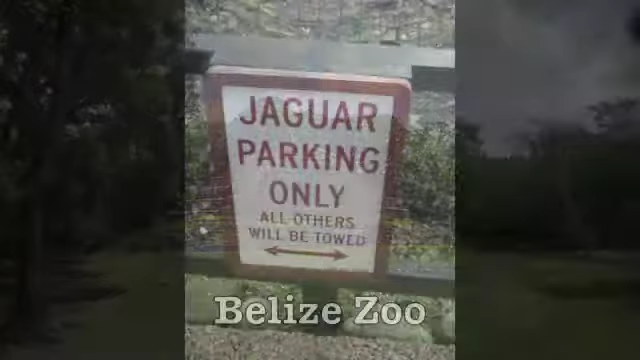 JAGUAR
PARKING
ONLY
ALL OTHERS
WILL BE TOWED
Belize Zoo